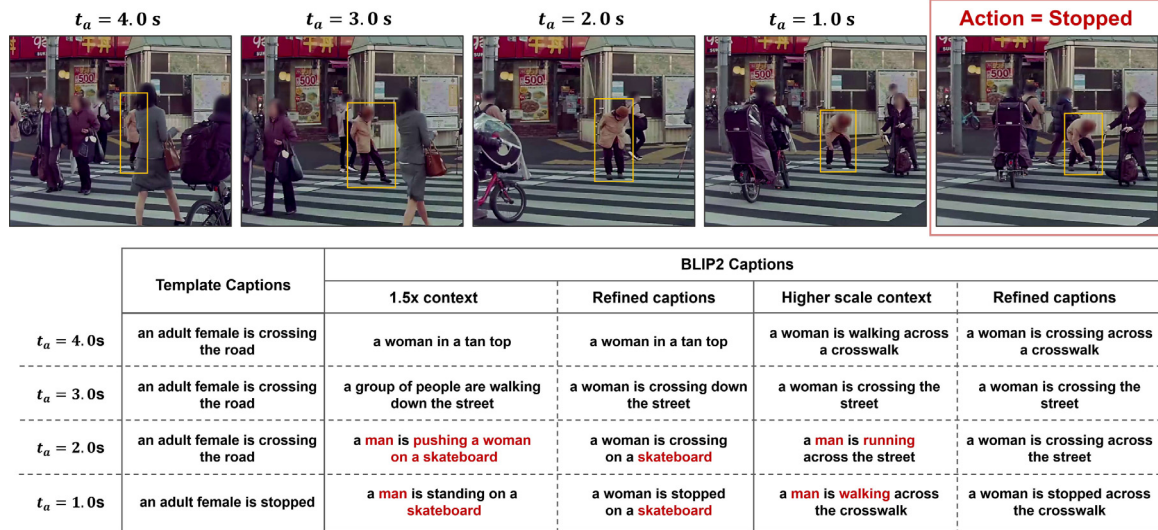 t_a = 4.0 s
t_a = 3.0 s
t_a = 2.0 s
t_a = 1.0 s
Action = Stopped
500
500
500
Template Captions
BLIP2 Captions
1.5x context
Refined captions
Higher scale context
Refined captions
t_a = 4.0s
an adult female is crossing
the road
a woman in a tan top
a woman in a tan top
a woman is walking across
a crosswalk
a woman is crossing across
a crosswalk
t_a = 3.0s
an adult female is crossing
the road
a group of people are walking
down the street
a woman is crossing down
the street
a woman is crossing the
street
a woman is crossing the
street
t_a = 2.0s
an adult female is crossing
the road
a man is pushing a woman
on a skateboard
a woman is crossing
on a skateboard
a man is running
across the street
a woman is crossing across
the street
t_a = 1.0s
an adult female is stopped
a man is standing on a
skateboard
a woman is stopped
on a skateboard
a man is walking across
the crosswalk
a woman is stopped across
the crosswalk